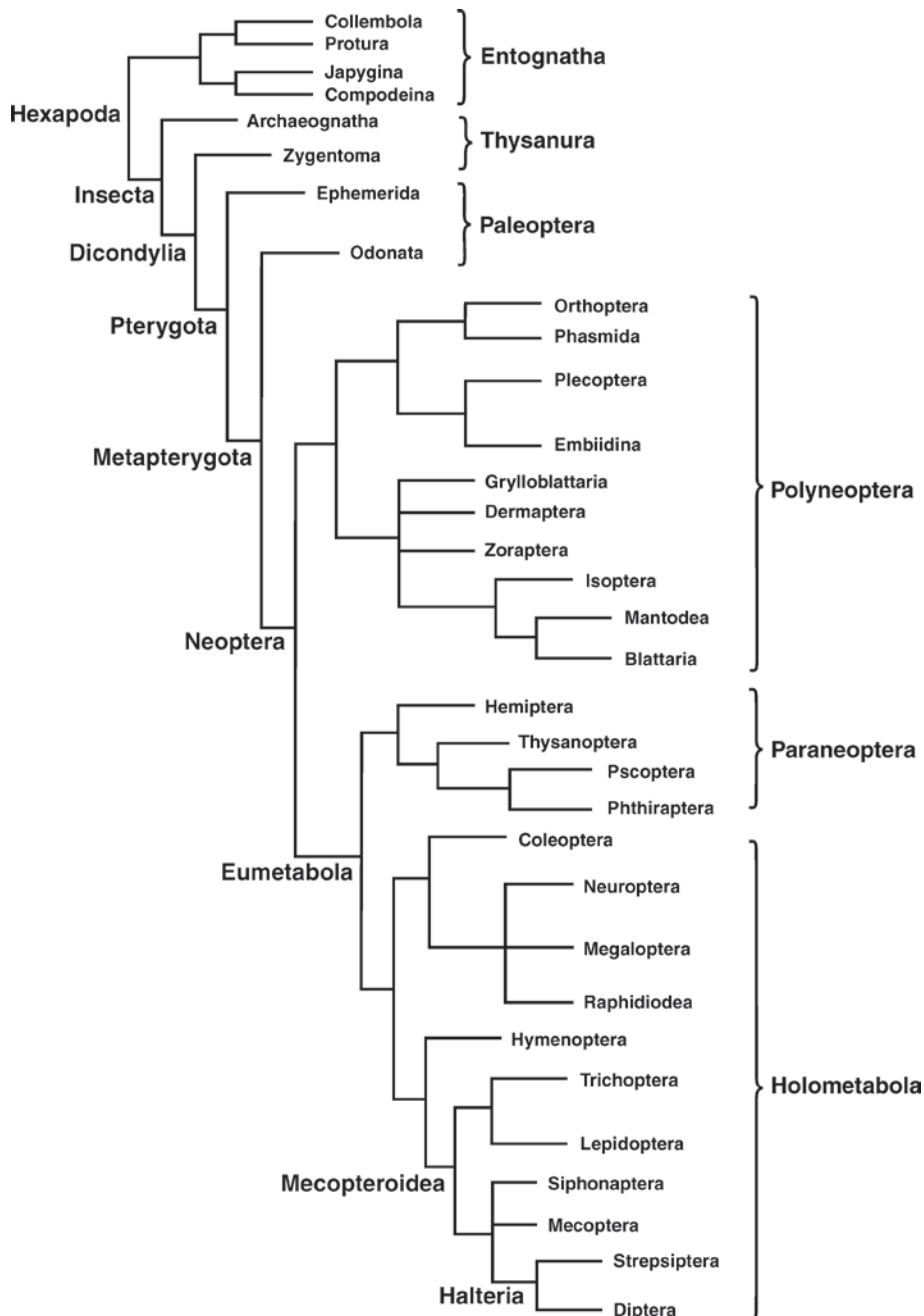 Collembola
Protura
Entognatha
Japygina
Compodeina
Hexapoda
Archaeognatha
Thysanura
Zygentoma
Insecta
Ephemerida
Paleoptera
Dicondylia
Odonata
Pterygota
Orthoptera
Phasmida
Plecoptera
Embiidina
Metapterygota
Grylloblattaria
Polyneoptera
Dermaptera
Zoraptera
Isoptera
Mantodea
Neoptera
Blattaria
Hemiptera
Thysanoptera
Paraneoptera
Pscoptera
Phthiraptera
Coleoptera
Eumetabola
Neuroptera
Megaloptera
Raphidiodea
Hymenoptera
Trichoptera
Holometabola
Lepidoptera
Mecopteroidea
Siphonaptera
Mecoptera
Strepsiptera
Halteria
Diptera